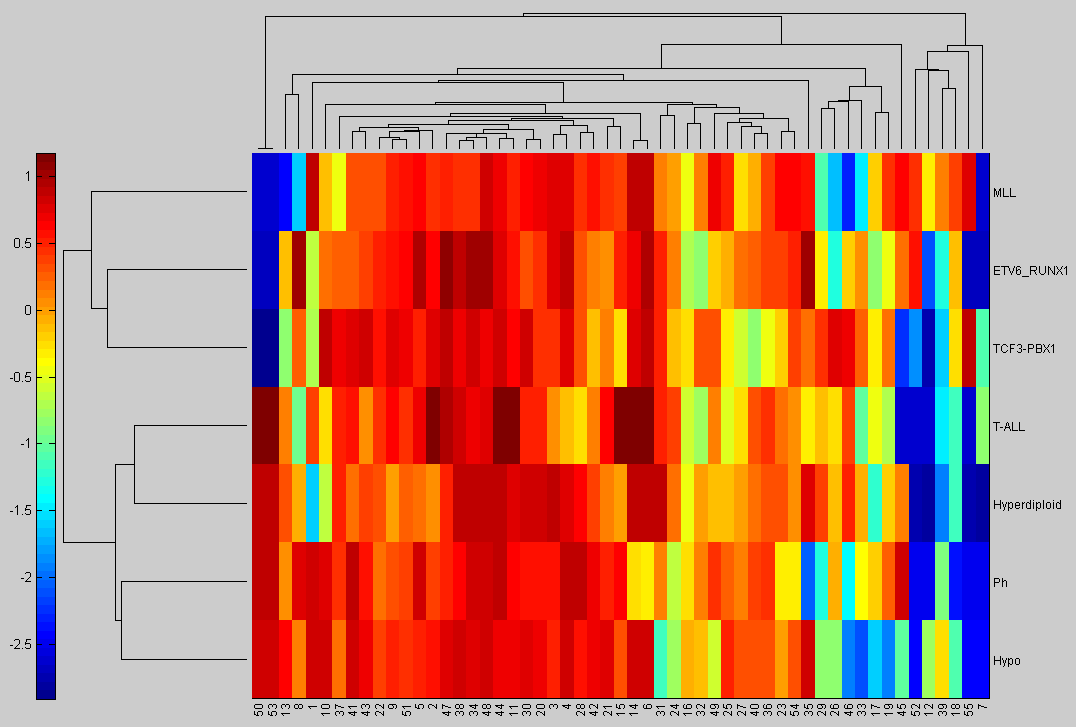 1
0.5
0
-0.5
-1
-1.5
-2
-2.5
MLL
ETV6_RUNX1
TCF3-PBX1
T-ALL
Hyperdiploid
Ph
Hypo
50 53 13 8 1 10 37 41 43 22 9 51 5 2 47 38 34 48 44 11 30 20 3 4 28 42 21 15 14 6 31 24 16 32 49 25 27 40 36 23 54 35 29 26 46 33 17 19 45 52 12 39 18 55 7